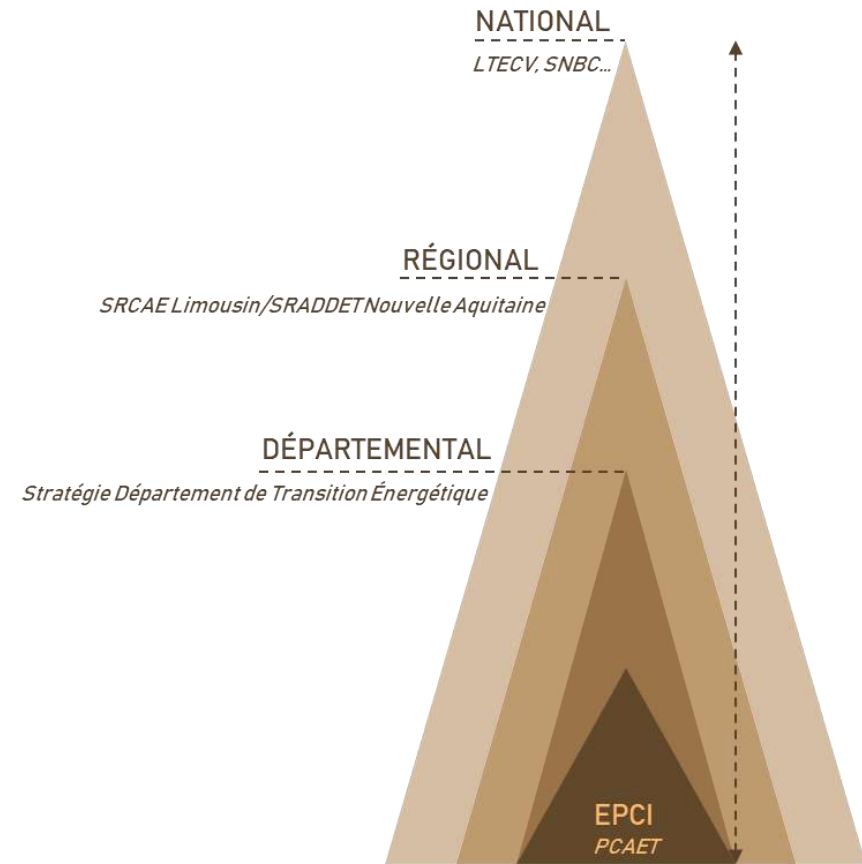 NATIONAL
LTECV, SNBC...
RÉGIONAL
SRCAE Limousin/SRADDET Nouvelle Aquitaine
DÉPARTEMENTAL
Stratégie Département de Transition Énergétique
EPCI
PCAET